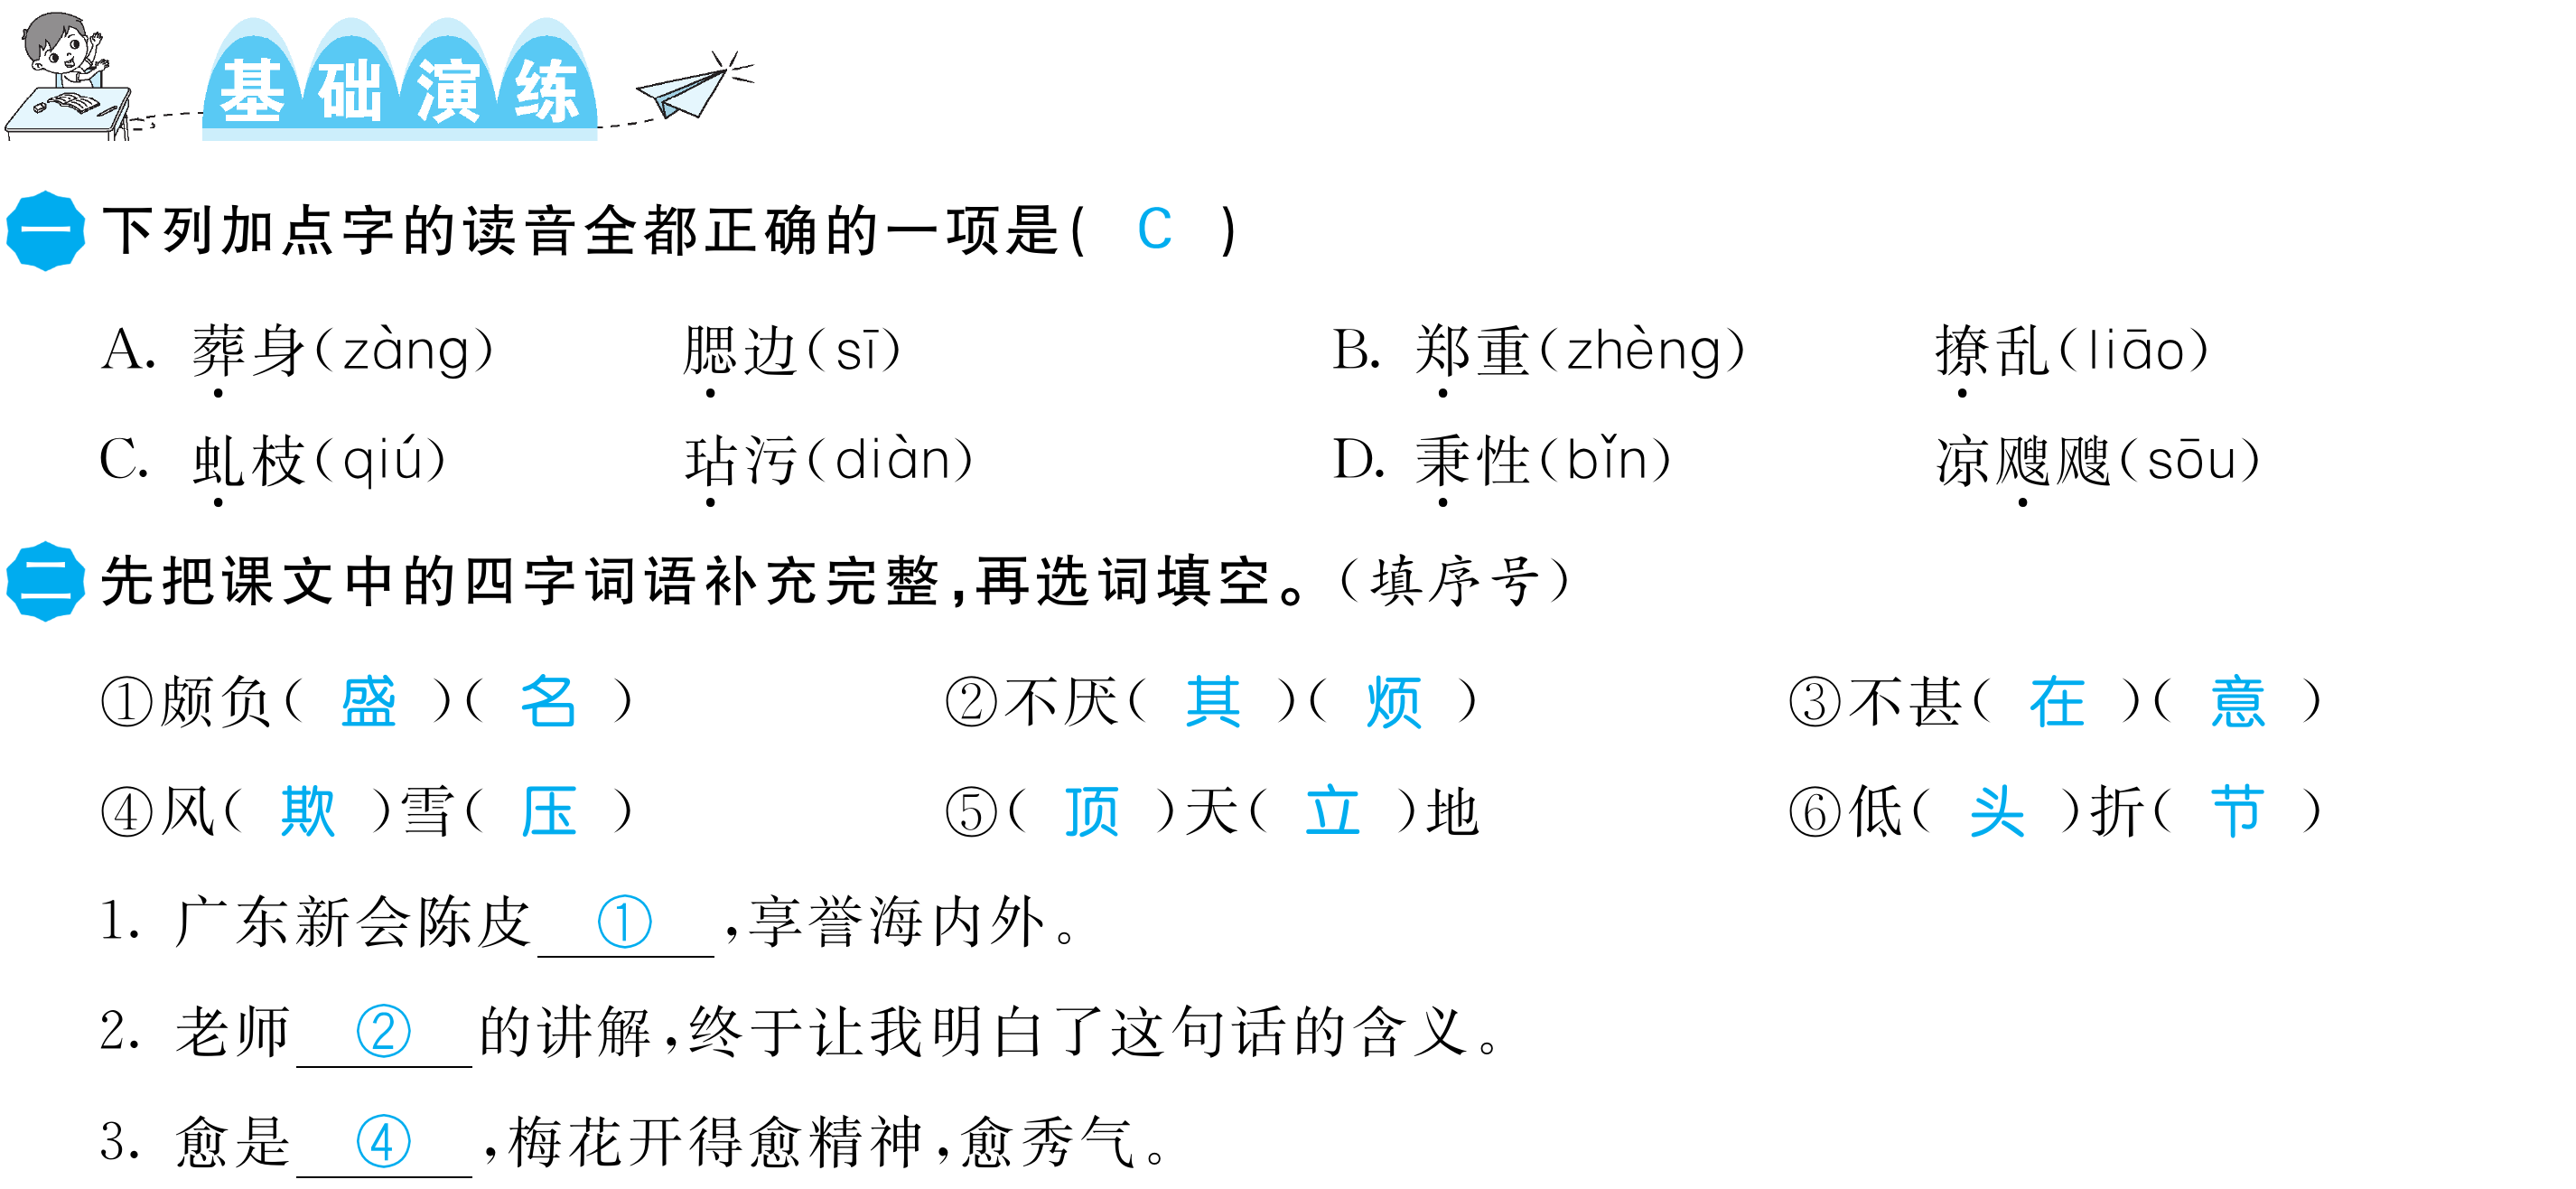 基础演练
一 下列加点字的读音全都正确的一项是( C )
A. 葬身(zàng) 腮边(sī) B. 郑重(zhèng) 撩乱(liāo)
C. 虬枝(qiú) 玷污(diàn) D. 秉性(bǐn) 凉飕飕(sōu)
二 先把课文中的四字词语补充完整,再选词填空。(填序号)
①颇负( 盛 )( 名 ) ②不厌( 其 )( 烦 ) ③不甚( 在 )( 意 )
④风( 欺 )雪( 压 ) ⑤( 顶 )天( 立 )地 ⑥低( 头 )折( 节 )
1. 广东新会陈皮 ① ,享誉海内外。
2. 老师 ② 的讲解,终于让我明白了这句话的含义。
3. 愈是 ④ ,梅花开得愈精神,愈秀气。